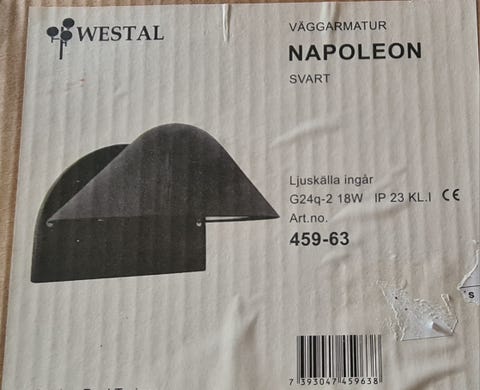 WESTAL
VÄGGARMATUR
NAPOLEON
SVART
Ljuskälla ingår
G24q-2 18W IP 23 KL.I CE
Art.no.
459-63
s
7 393047 459638